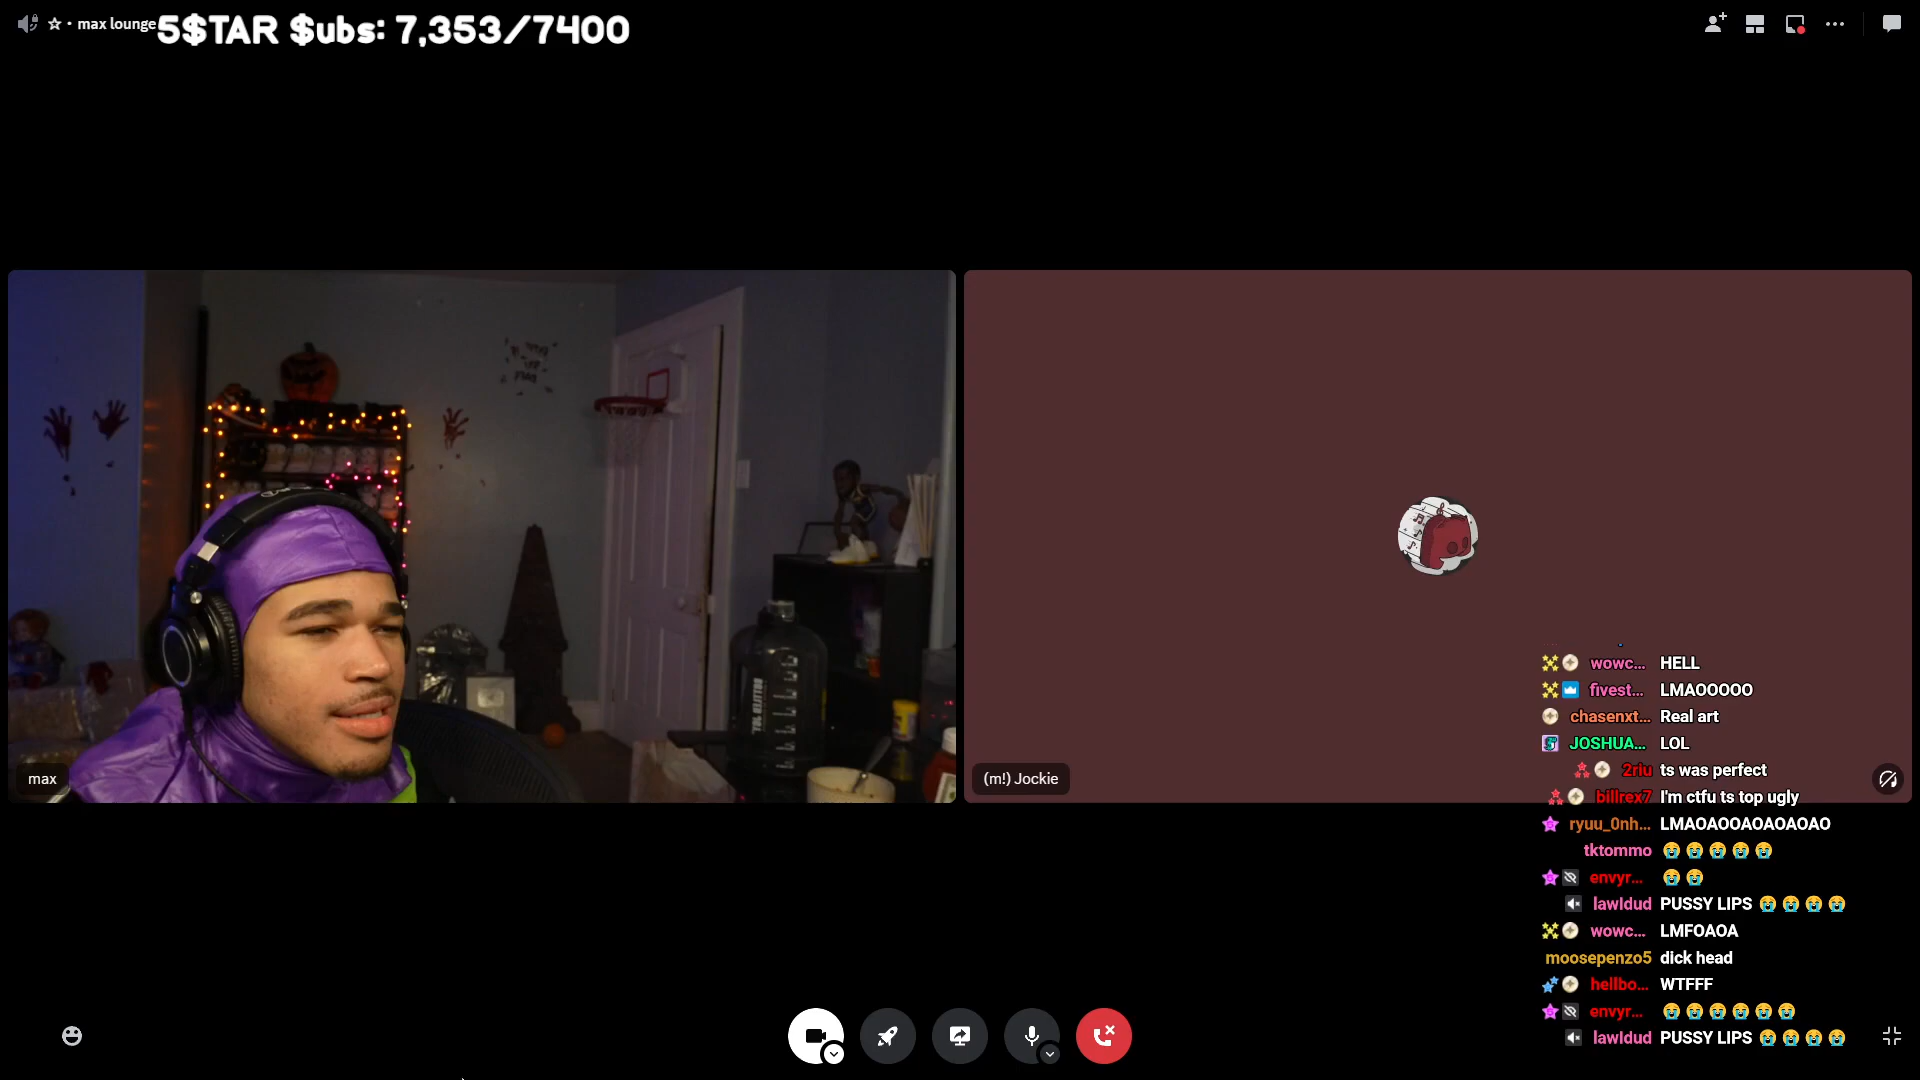 ☆ • max lounge
5$TAR $ubs: 7,353/7400
max
(m!) Jockie
wowc... HELL
fivest... LMAOOOOO
chasenxt... Real art
JOSHUA... LOL
2riu ts was perfect
billrex7 I'm ctfu ts top ugly
ryuu_0nh... LMAOAOOAOAOAOAO
tktommo 😭😭😭😭😭
envyr... 😭😭
lawldud PUSSY LIPS 😭😭😭😭
wowc... LMFOAOA
moosepenzo5 dick head
hellbo... WTFFF
envyr... 😭😭😭😭😭😭
lawldud PUSSY LIPS 😭😭😭😭